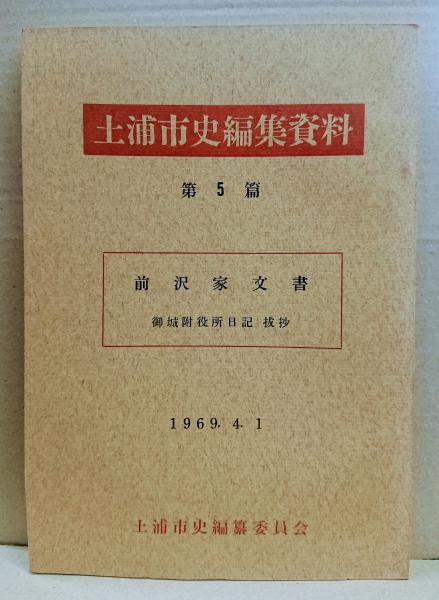 土浦市史編集資料
第5篇
前沢家文書
御城附役所日記 抜抄
1969.4.1
土浦市史編纂委員会